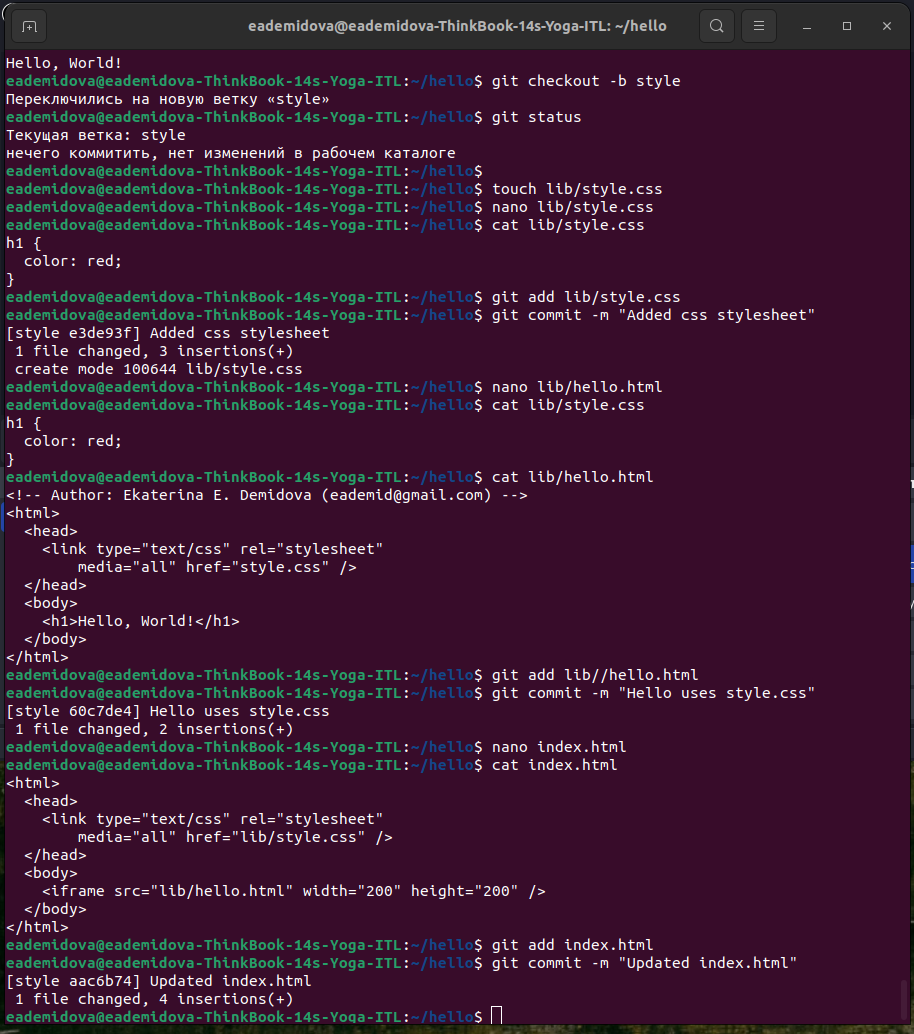 eademidova@eademidova-ThinkBook-14s-Yoga-ITL: ~/hello
Hello, World!
eademidova@eademidova-ThinkBook-14s-Yoga-ITL:~/hello$ git checkout -b style
Переключились на новую ветку «style»
eademidova@eademidova-ThinkBook-14s-Yoga-ITL:~/hello$ git status
Текущая ветка: style
нечего коммитить, нет изменений в рабочем каталоге
eademidova@eademidova-ThinkBook-14s-Yoga-ITL:~/hello$
eademidova@eademidova-ThinkBook-14s-Yoga-ITL:~/hello$ touch lib/style.css
eademidova@eademidova-ThinkBook-14s-Yoga-ITL:~/hello$ nano lib/style.css
eademidova@eademidova-ThinkBook-14s-Yoga-ITL:~/hello$ cat lib/style.css
h1 {
  color: red;
}
eademidova@eademidova-ThinkBook-14s-Yoga-ITL:~/hello$ git add lib/style.css
eademidova@eademidova-ThinkBook-14s-Yoga-ITL:~/hello$ git commit -m "Added css stylesheet"
[style e3de93f] Added css stylesheet
 1 file changed, 3 insertions(+)
 create mode 100644 lib/style.css
eademidova@eademidova-ThinkBook-14s-Yoga-ITL:~/hello$ nano lib/hello.html
eademidova@eademidova-ThinkBook-14s-Yoga-ITL:~/hello$ cat lib/style.css
h1 {
  color: red;
}
eademidova@eademidova-ThinkBook-14s-Yoga-ITL:~/hello$ cat lib/hello.html
<!-- Author: Ekaterina E. Demidova (eademid@gmail.com) -->
<html>
  <head>
    <link type="text/css" rel="stylesheet"
        media="all" href="style.css" />
  </head>
  <body>
    <h1>Hello, World!</h1>
  </body>
</html>
eademidova@eademidova-ThinkBook-14s-Yoga-ITL:~/hello$ git add lib//hello.html
eademidova@eademidova-ThinkBook-14s-Yoga-ITL:~/hello$ git commit -m "Hello uses style.css"
[style 60c7de4] Hello uses style.css
 1 file changed, 2 insertions(+)
eademidova@eademidova-ThinkBook-14s-Yoga-ITL:~/hello$ nano index.html
eademidova@eademidova-ThinkBook-14s-Yoga-ITL:~/hello$ cat index.html
<html>
  <head>
    <link type="text/css" rel="stylesheet"
        media="all" href="lib/style.css" />
  </head>
  <body>
    <iframe src="lib/hello.html" width="200" height="200" />
  </body>
</html>
eademidova@eademidova-ThinkBook-14s-Yoga-ITL:~/hello$ git add index.html
eademidova@eademidova-ThinkBook-14s-Yoga-ITL:~/hello$ git commit -m "Updated index.html"
[style aac6b74] Updated index.html
 1 file changed, 4 insertions(+)
eademidova@eademidova-ThinkBook-14s-Yoga-ITL:~/hello$